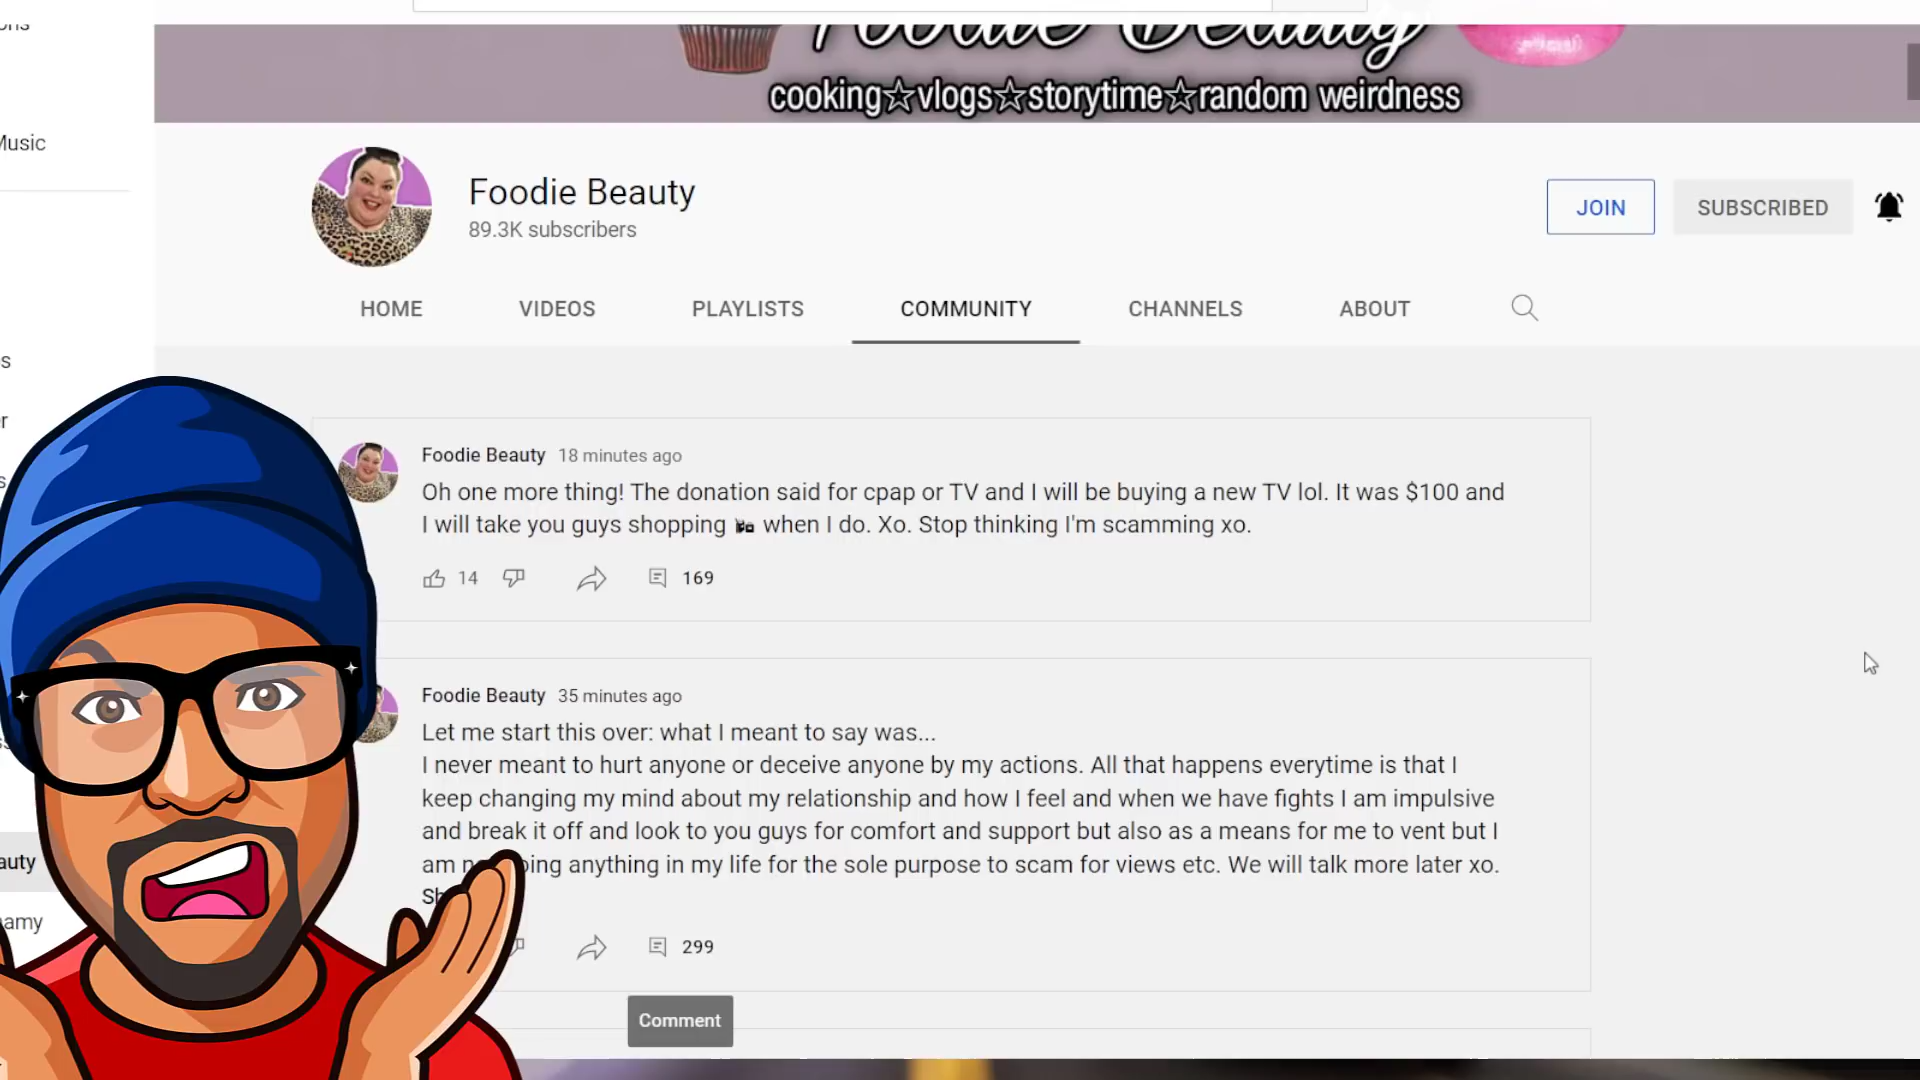 Foodie Beauty
cooking☆vlogs☆storytime☆random weirdness
Music
Foodie Beauty
89.3K subscribers
JOIN
SUBSCRIBED
HOME
VIDEOS
PLAYLISTS
COMMUNITY
CHANNELS
ABOUT
Foodie Beauty 18 minutes ago
Oh one more thing! The donation said for cpap or TV and I will be buying a new TV lol. It was $100 and
I will take you guys shopping 🛍 when I do. Xo. Stop thinking I'm scamming xo.
14
169
Foodie Beauty 35 minutes ago
Let me start this over: what I meant to say was...
I never meant to hurt anyone or deceive anyone by my actions. All that happens everytime is that I
keep changing my mind about my relationship and how I feel and when we have fights I am impulsive
and break it off and look to you guys for comfort and support but also as a means for me to vent but I
am anything in my life for the sole purpose to scam for views etc. We will talk more later xo.
299
Comment